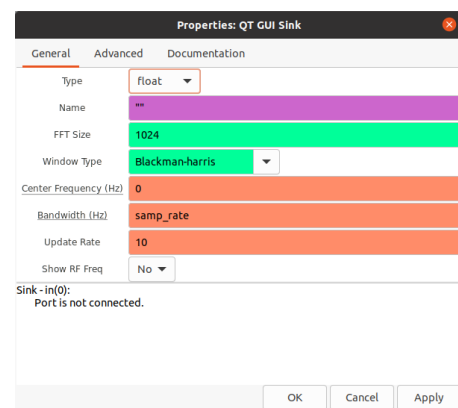 Properties: QT GUI Sink
General Advanced Documentation
Type float
Name ""
FFT Size 1024
Window Type Blackman-harris
Center Frequency (Hz) 0
Bandwidth (Hz) samp_rate
Update Rate 10
Show RF Freq No
Sink - in(0):
Port is not connected.
OK Cancel Apply